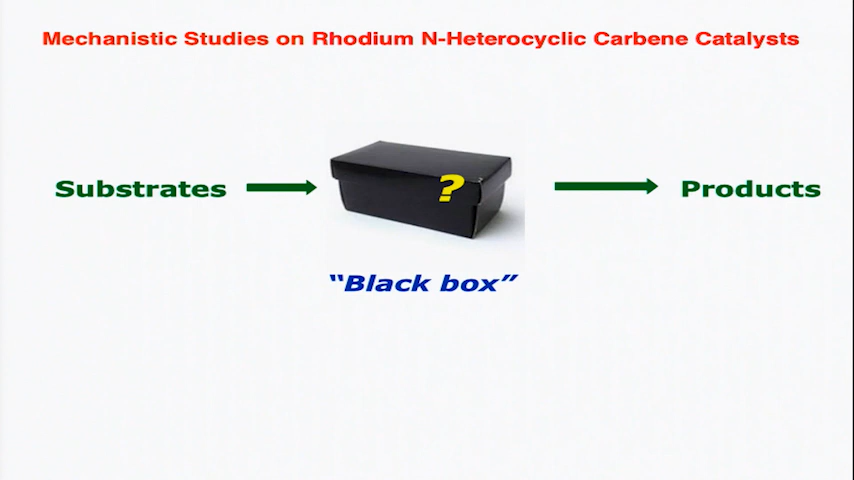 Mechanistic Studies on Rhodium N-Heterocyclic Carbene Catalysts
Substrates
?
Products
“Black box”